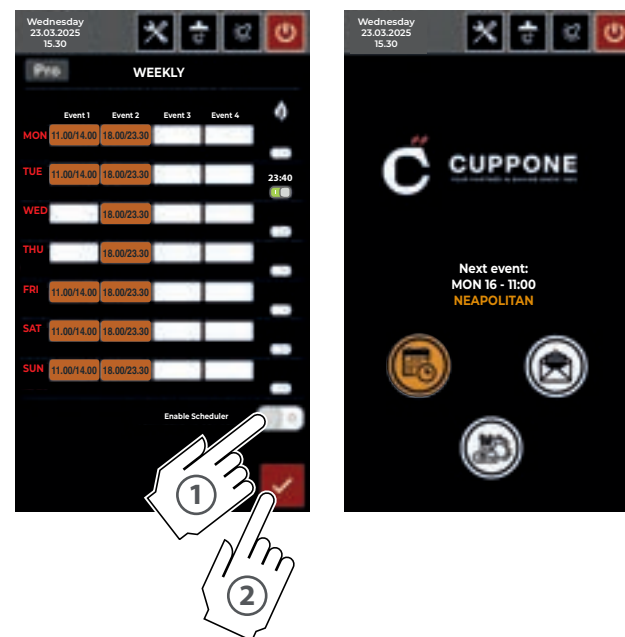 Wednesday
23.03.2025
15.30
Pro
WEEKLY
Event 1 Event 2 Event 3 Event 4
MON 11.00/14.00 18.00/23.30
TUE 11.00/14.00 18.00/23.30
23:40
WED 18.00/23.30
THU 18.00/23.30
FRI 11.00/14.00 18.00/23.30
SAT 11.00/14.00 18.00/23.30
SUN 11.00/14.00 18.00/23.30
Enable Scheduler
1
2
Wednesday
23.03.2025
15.30
CUPPONE
Next event:
MON 16 - 11:00
NEAPOLITAN